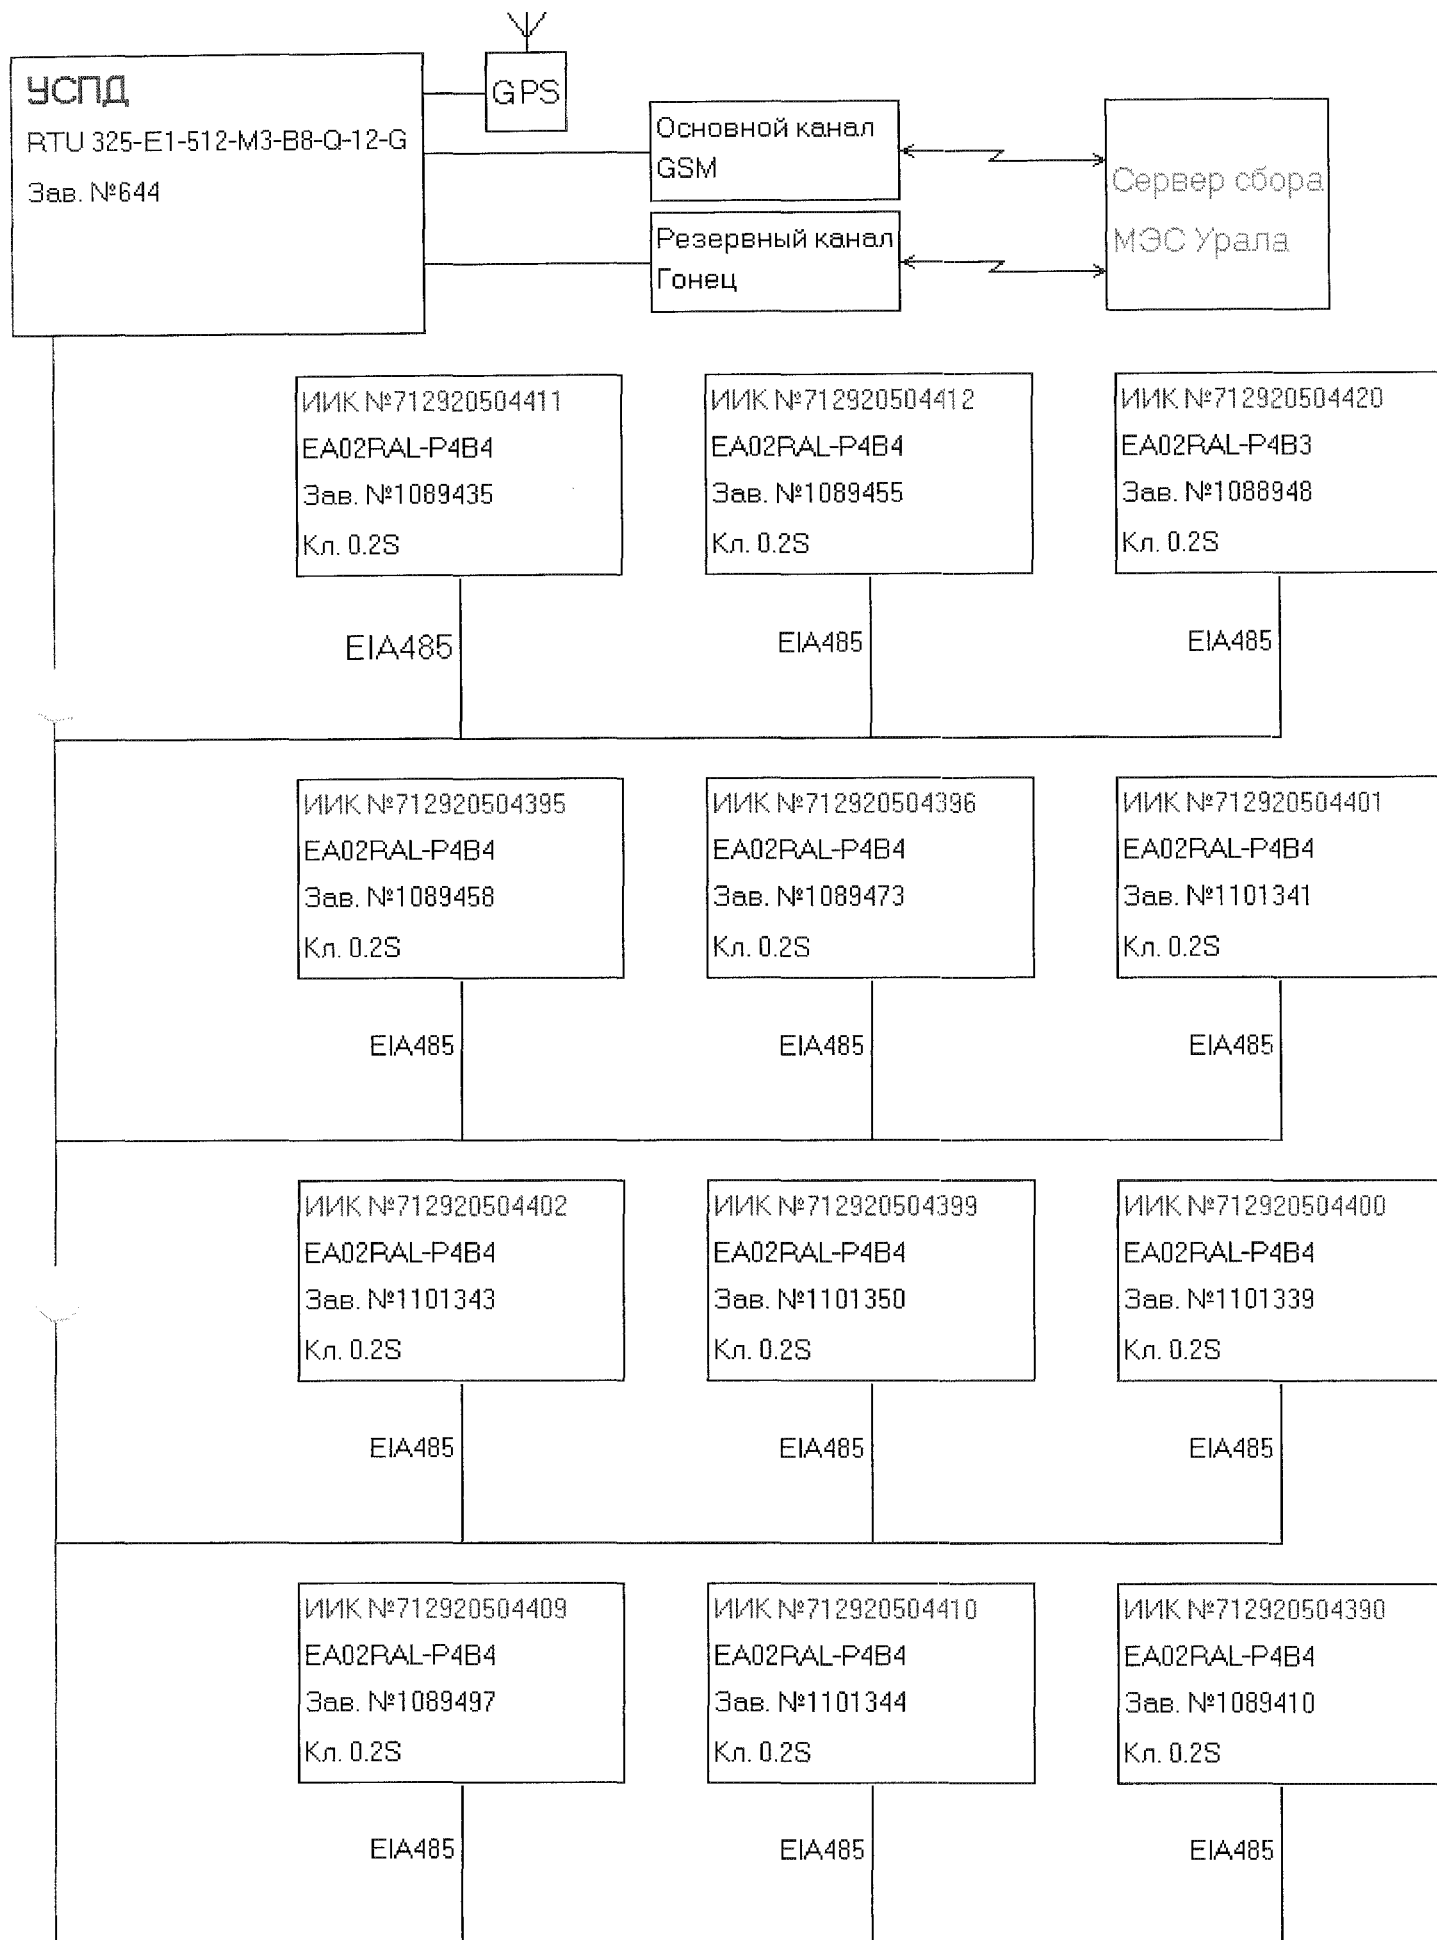 УСПД
RTU 325-E1-512-M3-B8-Q-12-G
Зав. №644
GPS
Основной канал
GSM
Резервный канал
Гонец
Сервер сбора
МЭС Урала
ИИК №712920504411
EA02RAL-P4B4
Зав. №1089435
Кл. 0.2S
EIA485
ИИК №712920504412
EA02RAL-P4B4
Зав. №1089455
Кл. 0.2S
EIA485
ИИК №712920504420
EA02RAL-P4B3
Зав. №1088948
Кл. 0.2S
EIA485
ИИК №712920504395
EA02RAL-P4B4
Зав. №1089458
Кл. 0.2S
EIA485
ИИК №712920504396
EA02RAL-P4B4
Зав. №1089473
Кл. 0.2S
EIA485
ИИК №712920504401
EA02RAL-P4B4
Зав. №1101341
Кл. 0.2S
EIA485
ИИК №712920504402
EA02RAL-P4B4
Зав. №1101343
Кл. 0.2S
EIA485
ИИК №712920504399
EA02RAL-P4B4
Зав. №1101350
Кл. 0.2S
EIA485
ИИК №712920504400
EA02RAL-P4B4
Зав. №1101339
Кл. 0.2S
EIA485
ИИК №712920504409
EA02RAL-P4B4
Зав. №1089497
Кл. 0.2S
EIA485
ИИК №712920504410
EA02RAL-P4B4
Зав. №1101344
Кл. 0.2S
EIA485
ИИК №712920504390
EA02RAL-P4B4
Зав. №1089410
Кл. 0.2S
EIA485